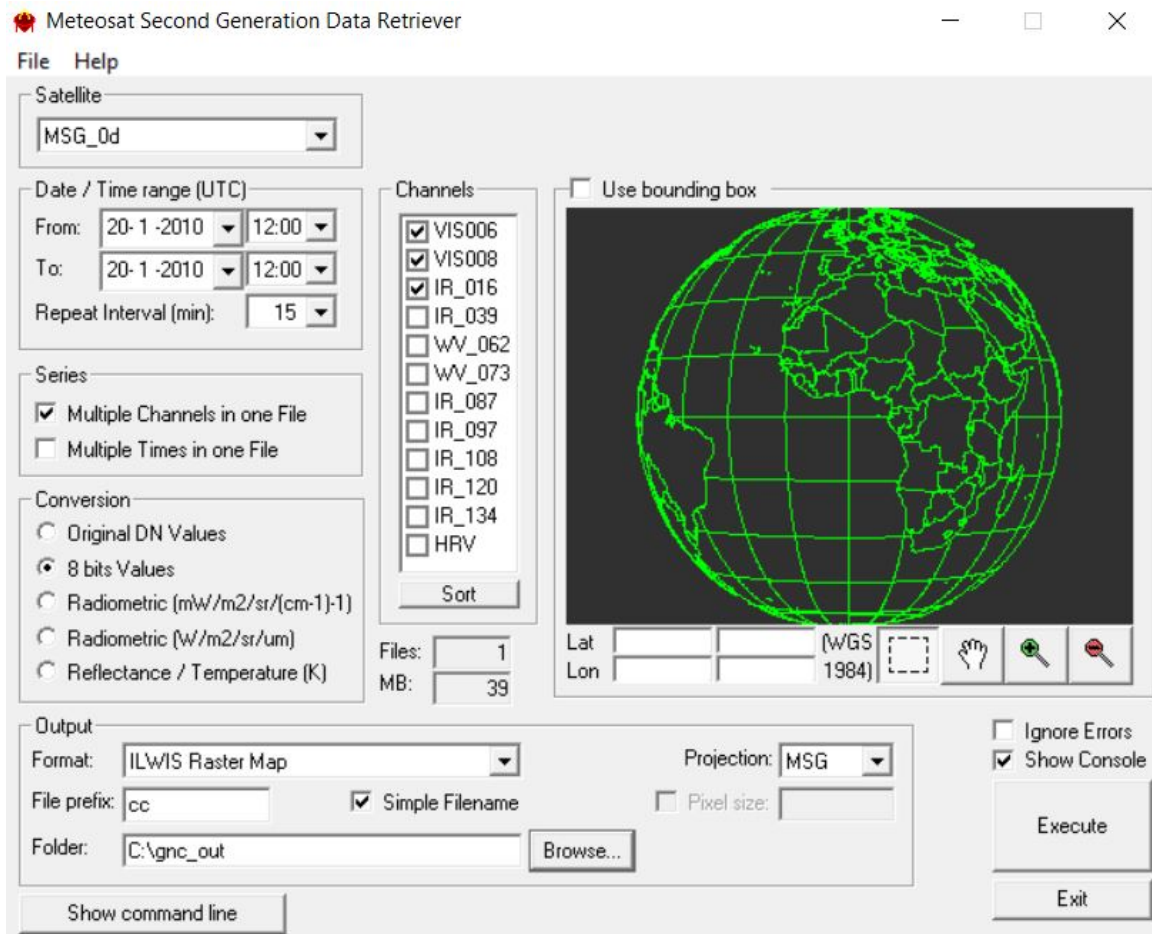 Meteosat Second Generation Data Retriever
File Help
Satellite
MSG_0d
Date / Time range (UTC)
From: 20- 1 -2010 12:00
To: 20- 1 -2010 12:00
Repeat Interval (min): 15
Series
Multiple Channels in one File
Multiple Times in one File
Conversion
Original DN Values
8 bits Values
Radiometric (mW/m2/sr/(cm-1)-1)
Radiometric (W/m2/sr/um)
Reflectance / Temperature (K)
Channels
VIS006
VIS008
IR_016
IR_039
WV_062
WV_073
IR_087
IR_097
IR_108
IR_120
IR_134
HRV
Sort
Files: 1
MB: 39
Use bounding box
Lat (WGS
Lon 1984)
Output
Format: ILWIS Raster Map Projection: MSG
File prefix: cc Simple Filename Pixel size:
Folder: C:\gnc_out Browse...
Ignore Errors
Show Console
Execute
Exit
Show command line